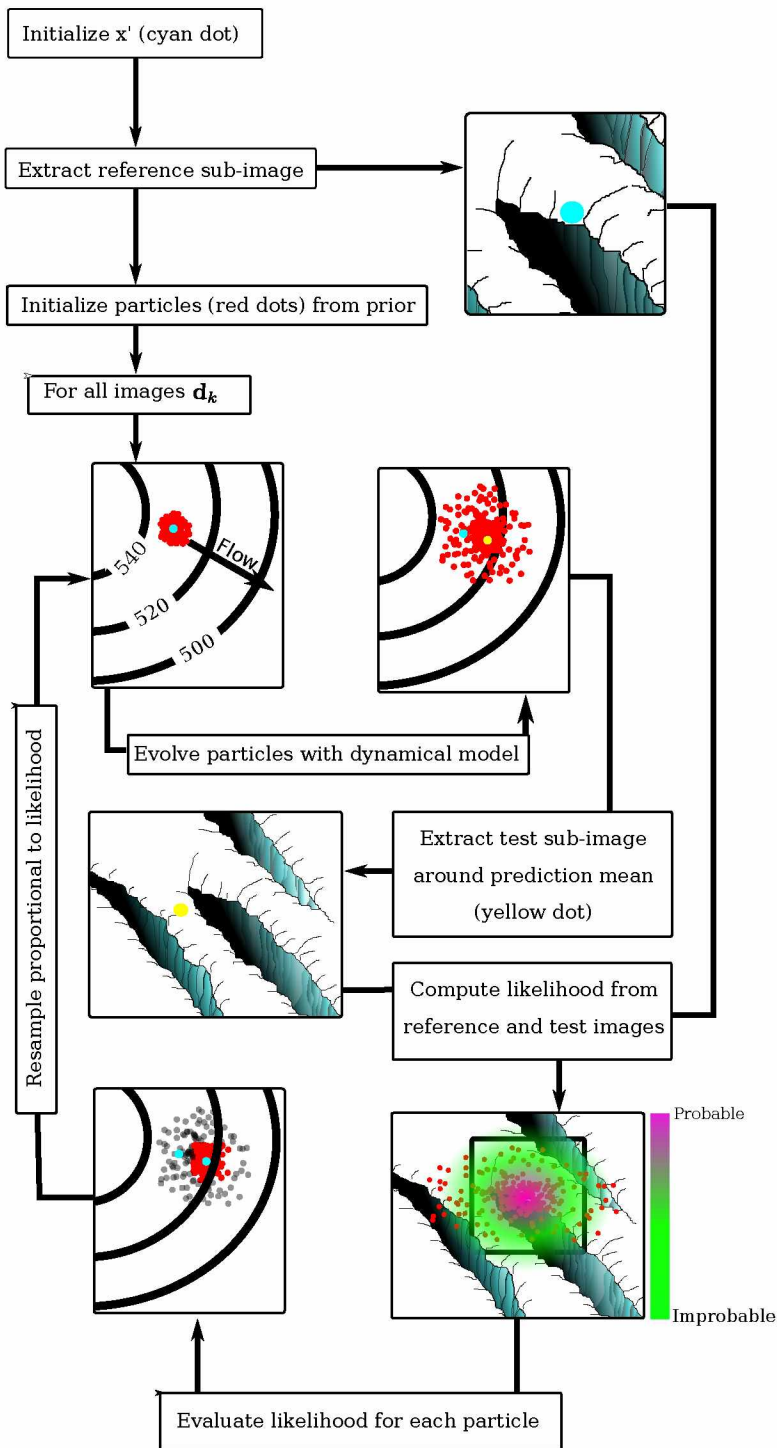 Initialize x' (cyan dot)
Extract reference sub-image
Initialize particles (red dots) from prior
For all images dk
540
520
500
Flow
Evolve particles with dynamical model
Resample proportional to likelihood
Extract test sub-image
around prediction mean
(yellow dot)
Compute likelihood from
reference and test images
Probable
Improbable
Evaluate likelihood for each particle